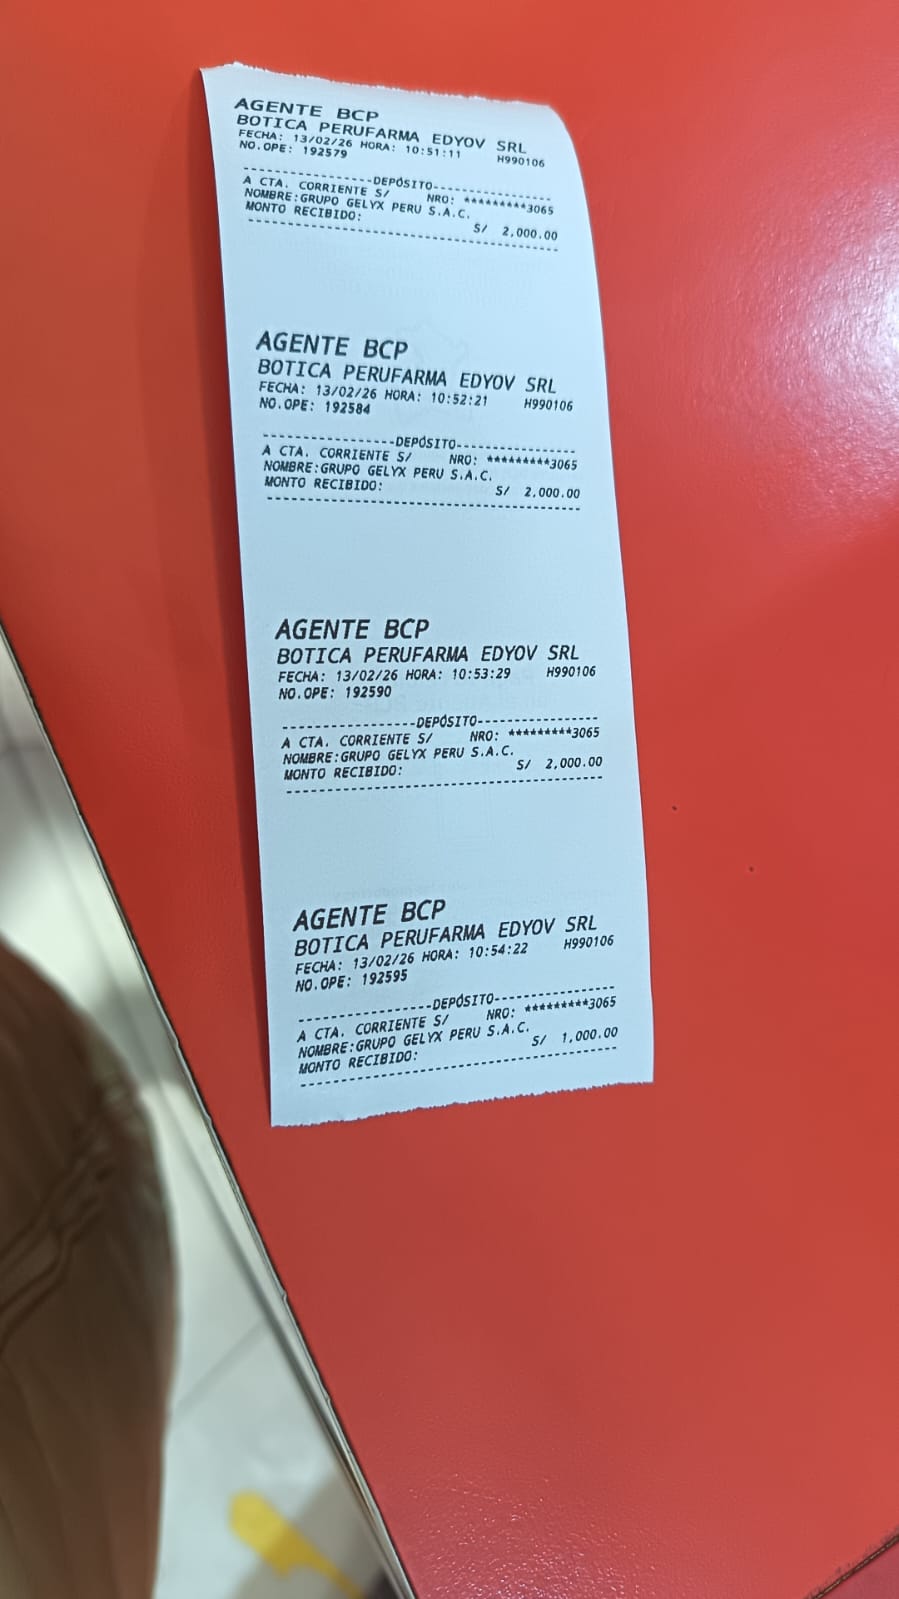 AGENTE BCP
BOTICA PERUFARMA EDYOV SRL
FECHA: 13/02/26 HORA: 10:51:11 H990106
NO.OPE: 192579
------------------DEPÓSITO----------------
A CTA. CORRIENTE S/ NRO: *********3065
NOMBRE:GRUPO GELYX PERU S.A.C.
MONTO RECIBIDO: S/ 2,000.00
------------------------------------------
AGENTE BCP
BOTICA PERUFARMA EDYOV SRL
FECHA: 13/02/26 HORA: 10:52:21 H990106
NO.OPE: 192584
------------------DEPÓSITO----------------
A CTA. CORRIENTE S/ NRO: *********3065
NOMBRE:GRUPO GELYX PERU S.A.C.
MONTO RECIBIDO: S/ 2,000.00
------------------------------------------
AGENTE BCP
BOTICA PERUFARMA EDYOV SRL
FECHA: 13/02/26 HORA: 10:53:29 H990106
NO.OPE: 192590
------------------DEPÓSITO----------------
A CTA. CORRIENTE S/ NRO: *********3065
NOMBRE:GRUPO GELYX PERU S.A.C.
MONTO RECIBIDO: S/ 2,000.00
------------------------------------------
AGENTE BCP
BOTICA PERUFARMA EDYOV SRL
FECHA: 13/02/26 HORA: 10:54:22 H990106
NO.OPE: 192595
------------------DEPÓSITO----------------
A CTA. CORRIENTE S/ NRO: *********3065
NOMBRE:GRUPO GELYX PERU S.A.C.
MONTO RECIBIDO: S/ 1,000.00
------------------------------------------